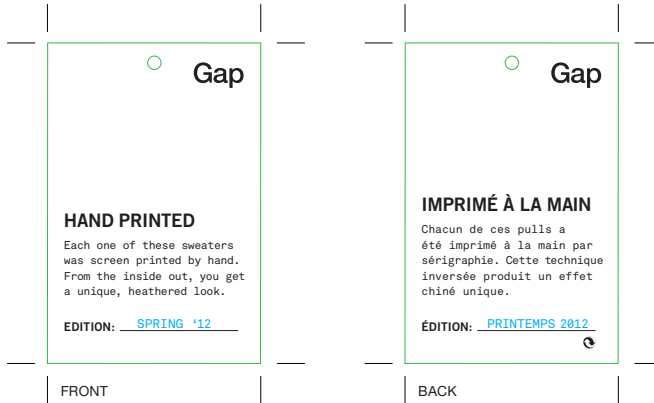 Gap
HAND PRINTED
Each one of these sweaters
was screen printed by hand.
From the inside out, you get
a unique, heathered look.
EDITION: SPRING ‘12
FRONT
Gap
IMPRIMÉ À LA MAIN
Chacun de ces pulls a
été imprimé à la main par
sérigraphie. Cette technique
inversée produit un effet
chiné unique.
ÉDITION: PRINTEMPS 2012
BACK